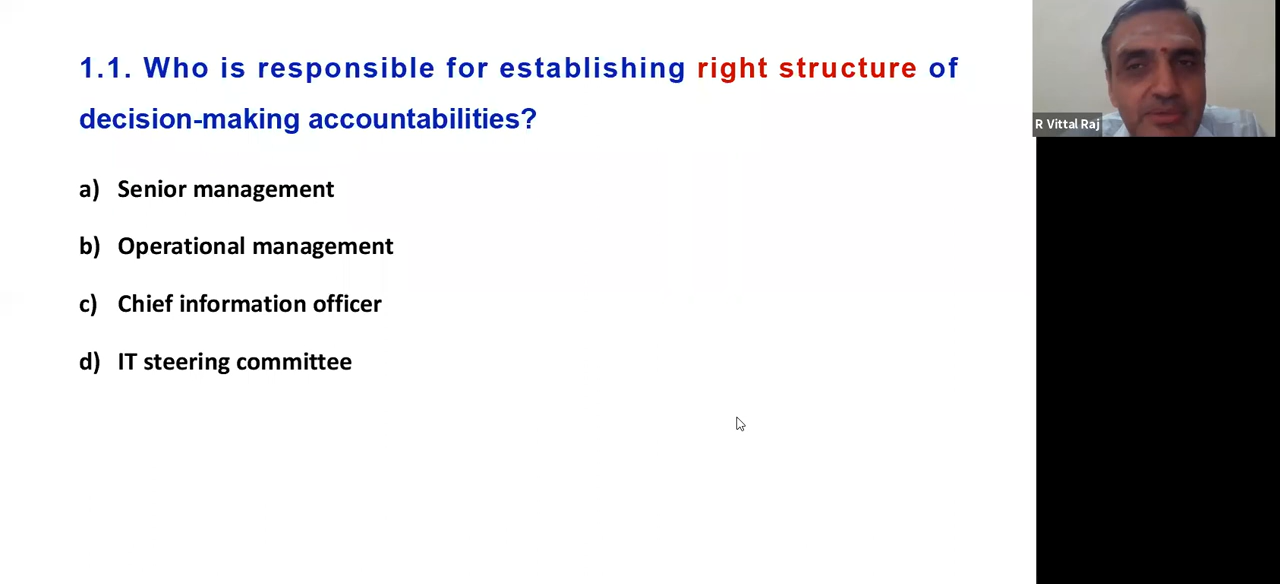 1.1. Who is responsible for establishing right structure of
decision-making accountabilities?
a) Senior management
b) Operational management
c) Chief information officer
d) IT steering committee
R Vittal Raj